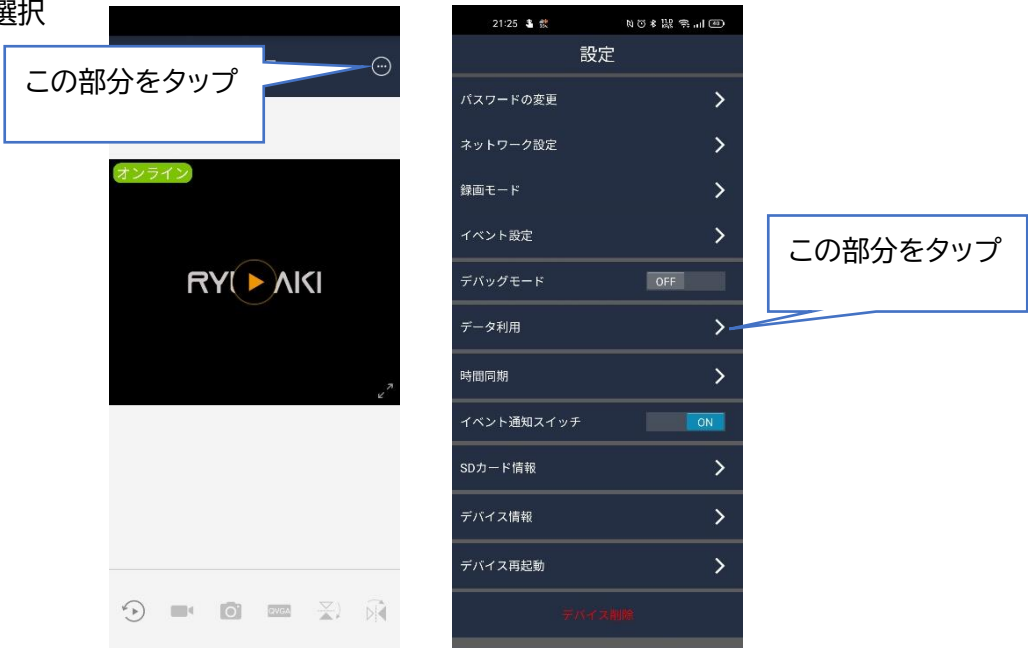 選択
この部分をタップ
オンライン
QVGA
21:25
設定
パスワードの変更
ネットワーク設定
録画モード
イベント設定
デバッグモード
OFF
データ利用
この部分をタップ
時間同期
イベント通知スイッチ
ON
SDカード情報
デバイス情報
デバイス再起動
デバイス削除